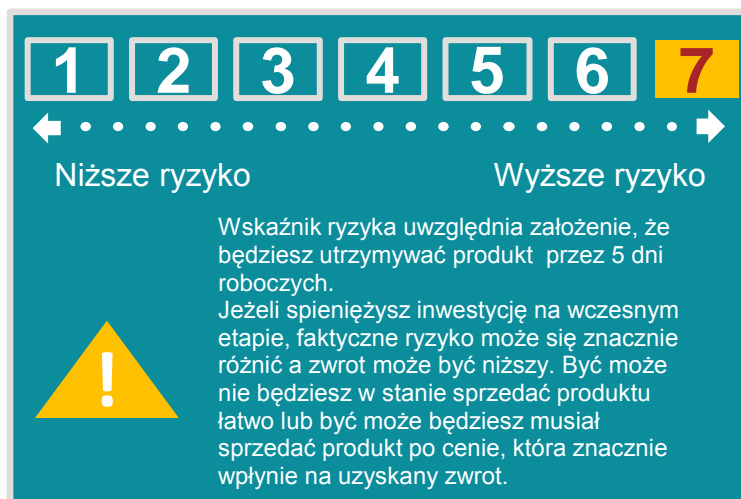 1 2 3 4 5 6 7
Niższe ryzyko Wyższe ryzyko
Wskaźnik ryzyka uwzględnia założenie, że
będziesz utrzymywać produkt przez 5 dni
roboczych.
Jeżeli spieniężysz inwestycję na wczesnym
etapie, faktyczne ryzyko może się znacznie
różnić a zwrot może być niższy. Być może
nie będziesz w stanie sprzedać produktu
łatwo lub być może będziesz musiał
sprzedać produkt po cenie, która znacznie
wpłynie na uzyskany zwrot.
!